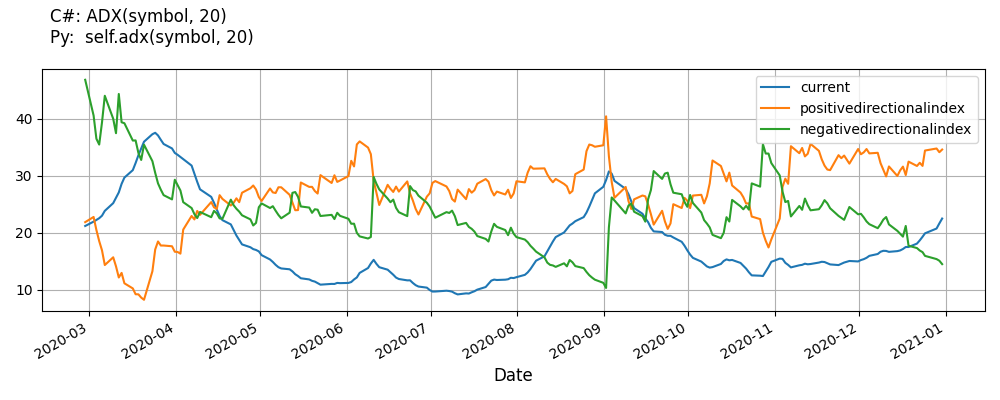 C#: ADX(symbol, 20)
Py:  self.adx(symbol, 20)
current
positivedirectionalindex
negativedirectionalindex
40
30
20
10
2020-03
2020-04
2020-05
2020-06
2020-07
2020-08
2020-09
2020-10
2020-11
2020-12
2021-01
Date